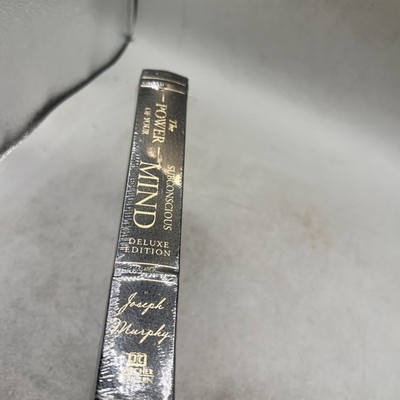 The
POWER
OF YOUR
SUBCONSCIOUS
MIND
DELUXE
EDITION
Joseph
Murphy